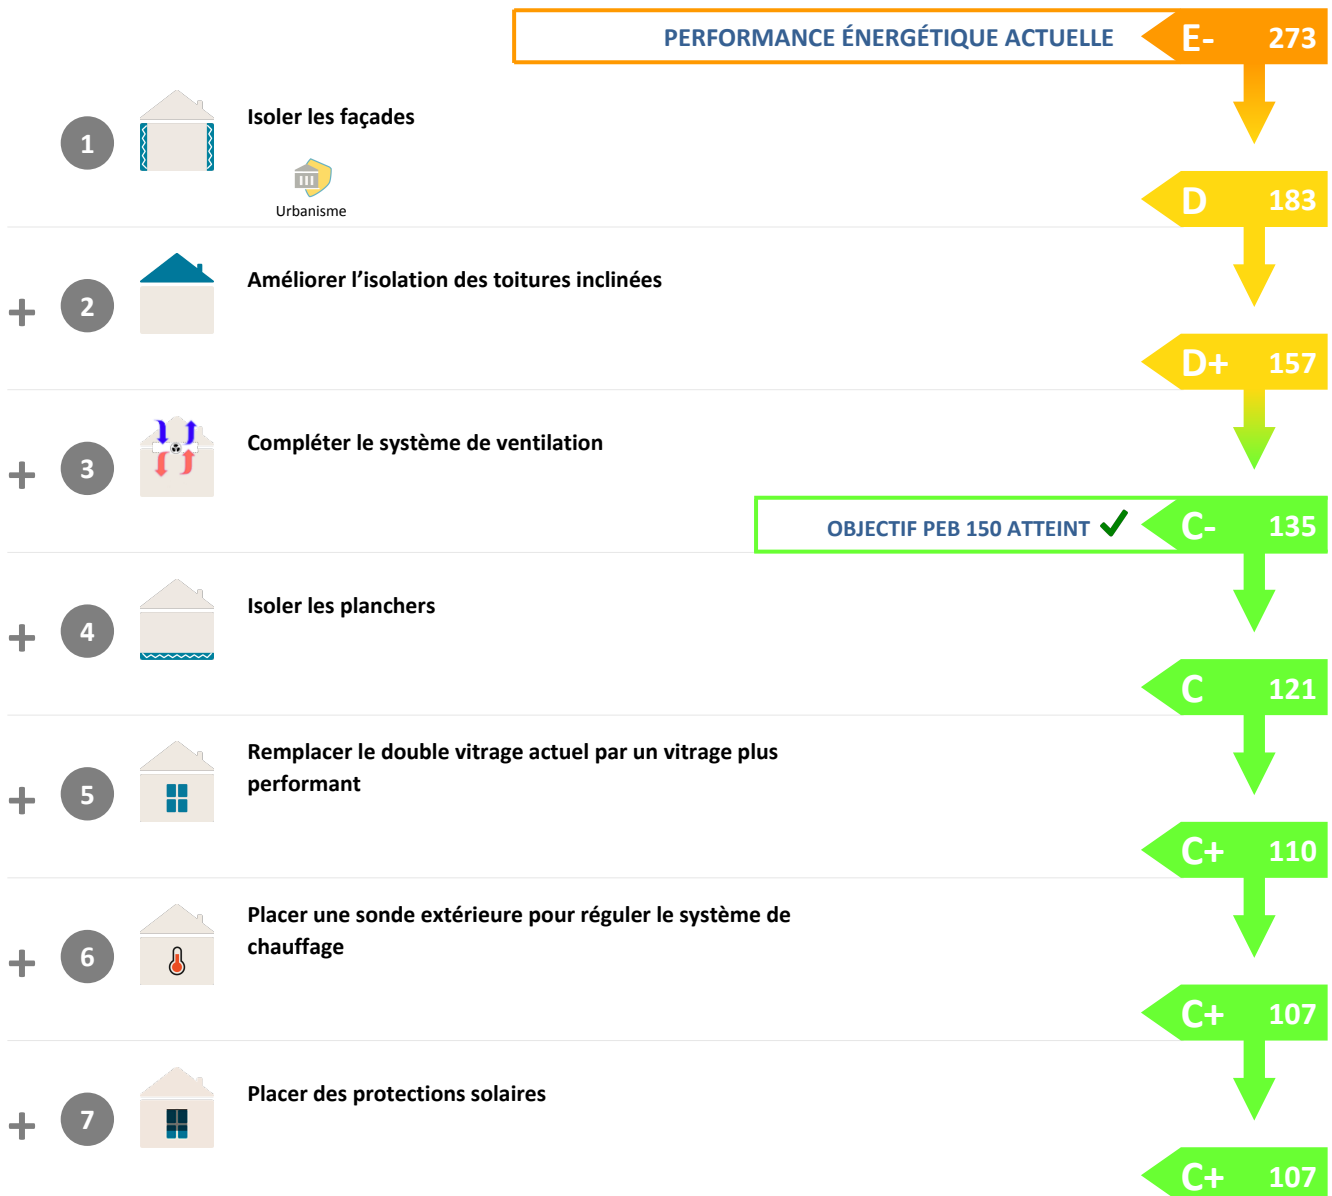 PERFORMANCE ÉNERGÉTIQUE ACTUELLE E- 273
1 Isoler les façades
Urbanisme
D 183
+ 2 Améliorer l’isolation des toitures inclinées
D+ 157
+ 3 Compléter le système de ventilation
OBJECTIF PEB 150 ATTEINT ✓ C- 135
+ 4 Isoler les planchers
C 121
+ 5 Remplacer le double vitrage actuel par un vitrage plus
performant
C+ 110
+ 6 Placer une sonde extérieure pour réguler le système de
chauffage
C+ 107
+ 7 Placer des protections solaires
C+ 107